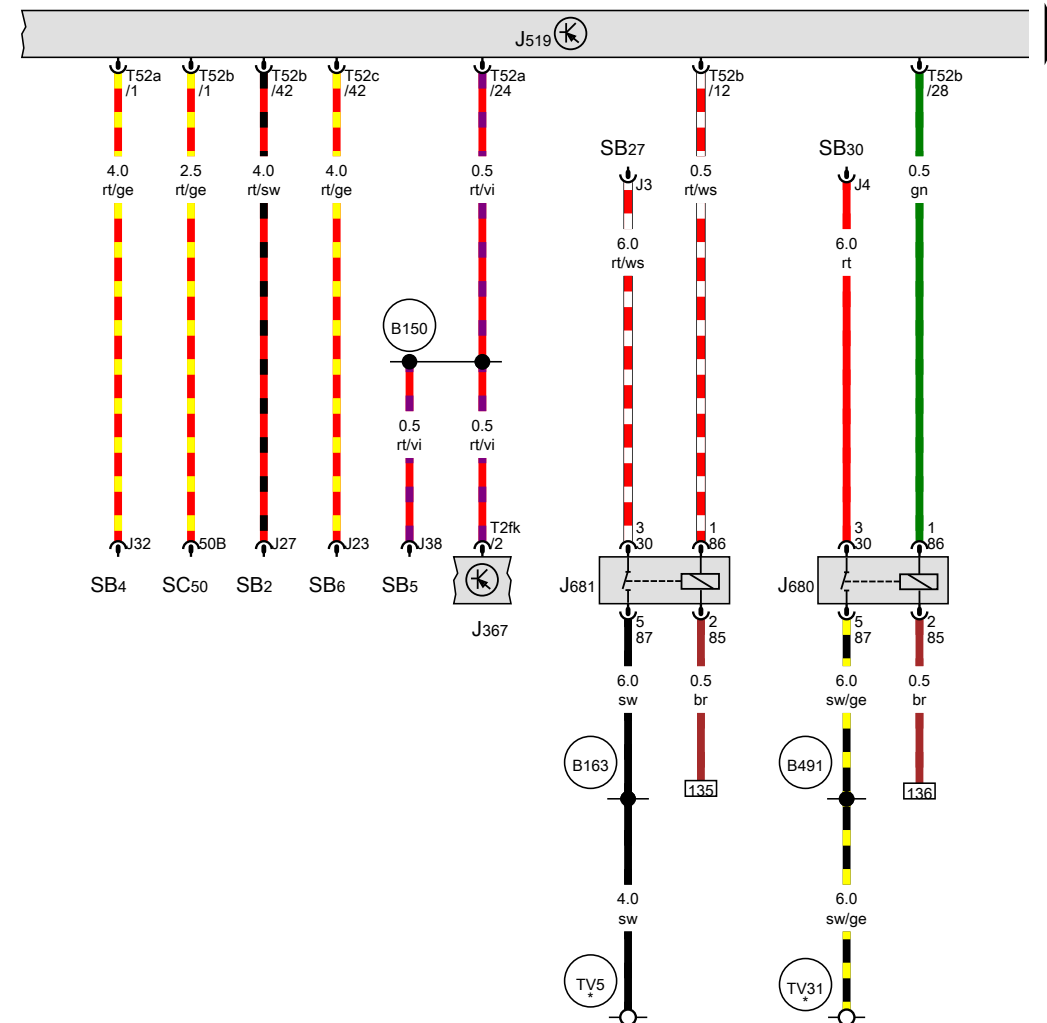 J519
T52a T52b T52b T52c T52a T52b T52b
/1 /1 /42 /42 /24 /12 /28
SB27 SB30
4.0 2.5 4.0 4.0 0.5 0.5 0.5
rt/ge rt/ge rt/sw rt/ge rt/vi rt/ws gn
J3 J4
6.0 6.0
rt/ws rt
B150
0.5 0.5
rt/vi rt/vi
T2fk 3 1 3 1
J32 50B J27 J23 J38 /2 30 86 30 86
SB4 SC50 SB2 SB6 SB5 J681 J680
J367
5 2 5 2
87 85 87 85
6.0 0.5 6.0 0.5
sw br sw/ge br
B163 B491
135 136
4.0 6.0
sw sw/ge
TV5 TV31
* *